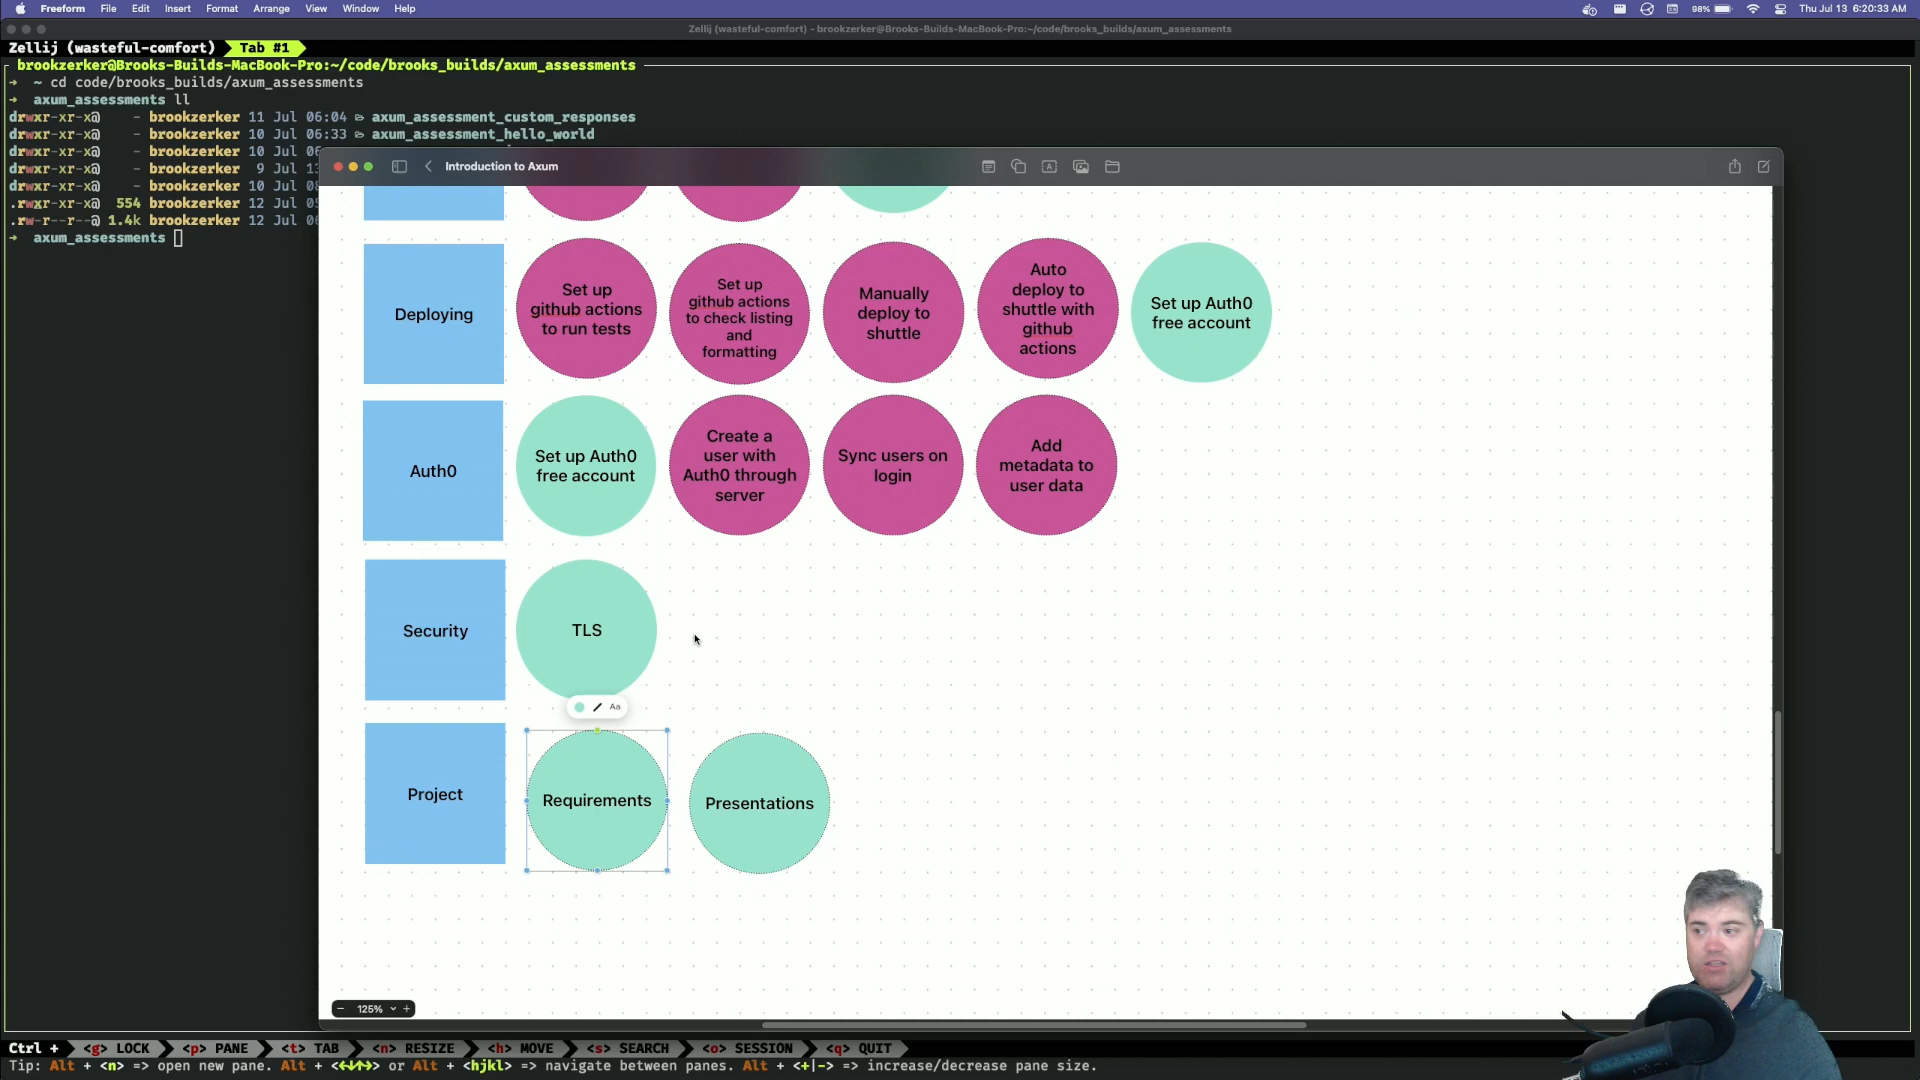 Freeform File Edit Insert Format Arrange View Window Help 98% Thu Jul 13 6:20:33 AM
Zellij (wasteful-comfort) - brookzerker@Brooks-Builds-MacBook-Pro:~/code/brooks_builds/axum_assessments
Zellij (wasteful-comfort) Tab #1
brookzerker@Brooks-Builds-MacBook-Pro:~/code/brooks_builds/axum_assessments
~ cd code/brooks_builds/axum_assessments
axum_assessments ll
drwxr-xr-x@ - brookzerker 11 Jul 06:04 axum_assessment_custom_responses
drwxr-xr-x@ - brookzerker 10 Jul 06:33 axum_assessment_hello_world
drwxr-xr-x@ - brookzerker 10 Jul
drwxr-xr-x@ - brookzerker 9 Jul
drwxr-xr-x@ - brookzerker 10 Jul
.rwxr-xr-x@ 554 brookzerker 12 Jul
.rw-r--r--@ 1.4k brookzerker 12 Jul
axum_assessments
Introduction to Axum
Deploying
Set up
github actions
to run tests
Set up
github actions
to check listing
and
formatting
Manually
deploy to
shuttle
Auto
deploy to
shuttle with
github
actions
Set up Auth0
free account
Auth0
Set up Auth0
free account
Create a
user with
Auth0 through
server
Sync users on
login
Add
metadata to
user data
Security
TLS
Aa
Project
Requirements
Presentations
− 125% +
Ctrl + <g> LOCK <p> PANE <t> TAB <n> RESIZE <h> MOVE <s> SEARCH <o> SESSION <q> QUIT
Tip: Alt + <n> => open new pane. Alt + <←↓↑→> or Alt + <hjkl> => navigate between panes. Alt + <+|-> => increase/decrease pane size.